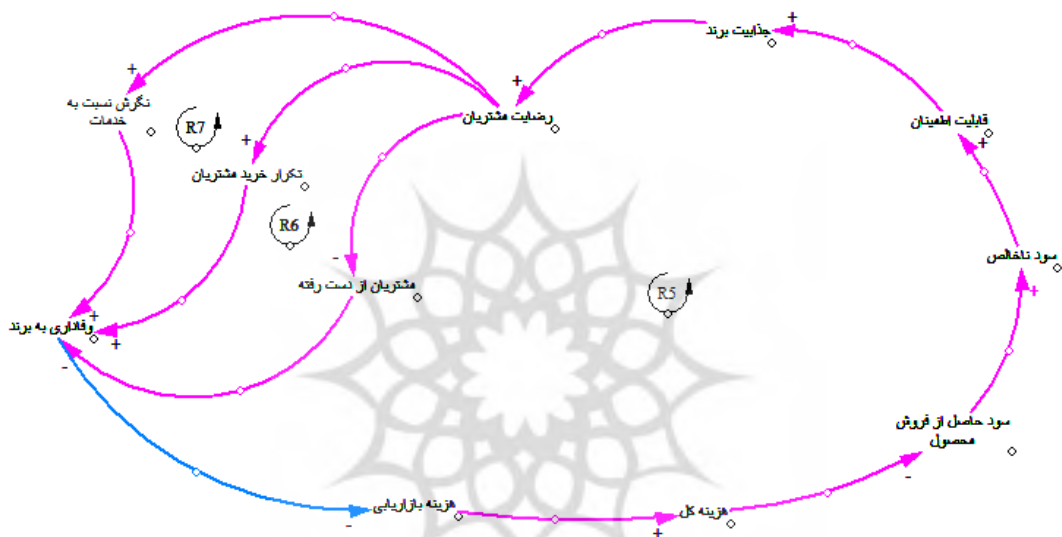 جذابیت برند
+
+
رضایت مشتریان
+
نگرش نسبت به
خدمات
R7
+
تکرار خرید مشتریان
قابلیت اطمینان
+
R6
-
مشتریان از دست رفته
سود ناخالص
+
R5
وفاداری به برند
+
+
-
سود حاصل از فروش
محصول
-
هزینه بازاریابی
-
هزینه کل
+